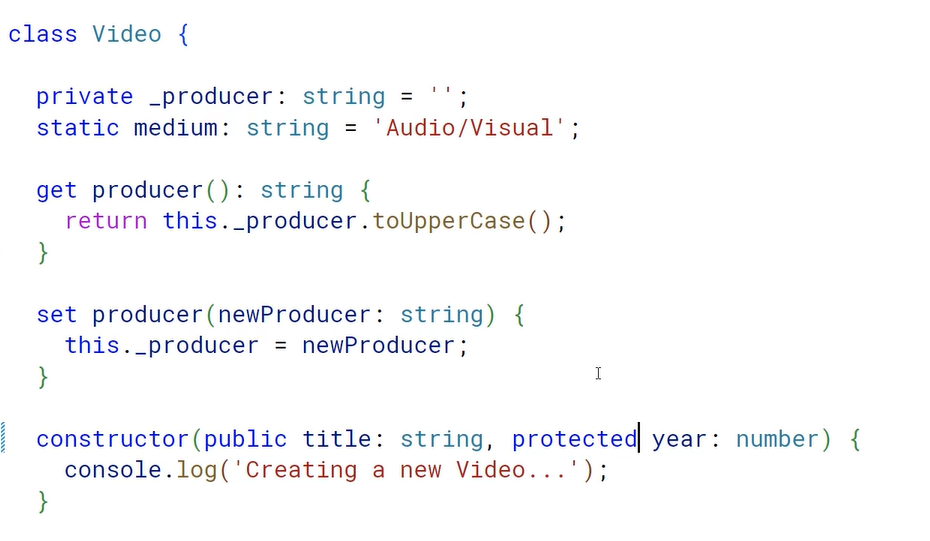 class Video {
private _producer: string = '';
static medium: string = 'Audio/Visual';
get producer(): string {
return this._producer.toUpperCase();
}
set producer(newProducer: string) {
this._producer = newProducer;
}
constructor(public title: string, protected year: number) {
console.log('Creating a new Video...');
}